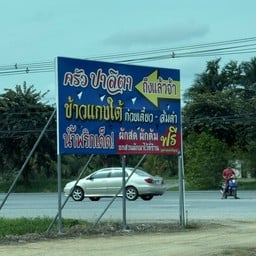 ครัว ปาลิตา
ถึงแล้วจ้า
ข้าวแกงใต้
ก๋วยเตี๋ยว - ส้มตำ
น้ำพริกเด็ด!
ผักสด ผักต้ม ฟรี